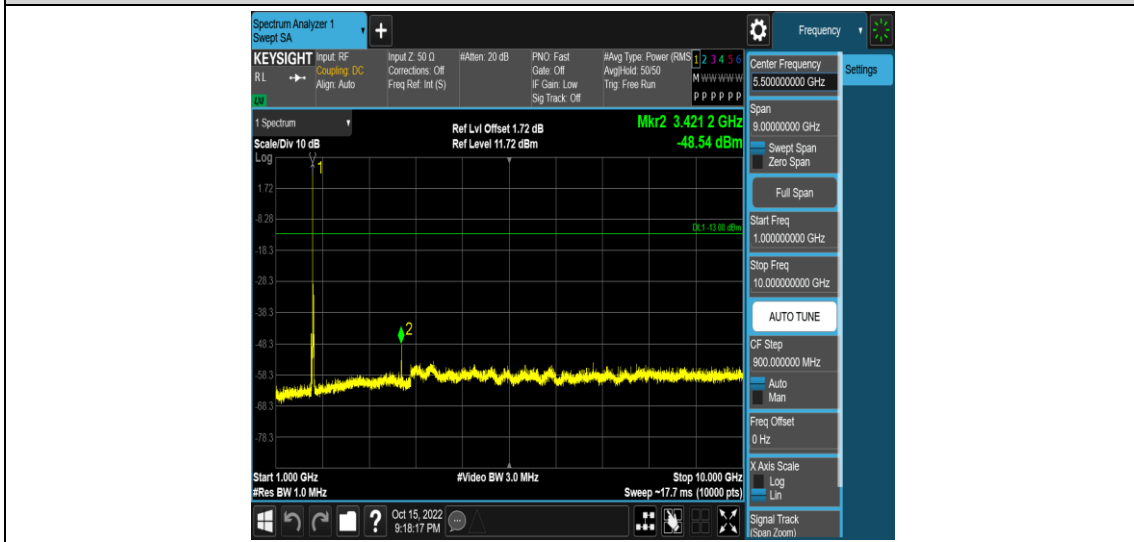 Spectrum Analyzer 1
Swept SA
+
Frequency
KEYSIGHT
RL
LXI
Input: RF
Coupling: DC
Align: Auto
Input Z: 50 Ω
Corrections: Off
Freq Ref: Int (S)
#Atten: 20 dB
PNO: Fast
Gate: Off
IF Gain: Low
Sig Track: Off
#Avg Type: Power (RMS
Avg|Hold: 50/50
Trig: Free Run
1 2 3 4 5 6
M W W W W W
P P P P P P
1 Spectrum
Scale/Div 10 dB
Log
Ref Lvl Offset 1.72 dB
Ref Level 11.72 dBm
Mkr2 3.421 2 GHz
-48.54 dBm
1
1.72
-8.28
DL1 -13.00 dBm
-18.3
-28.3
-38.3
2
-48.3
-58.3
-68.3
-78.3
Start 1.000 GHz
#Res BW 1.0 MHz
#Video BW 3.0 MHz
Stop 10.000 GHz
Sweep ~17.7 ms (10000 pts)
Center Frequency
5.50000000 GHz
Settings
Span
9.00000000 GHz
Swept Span
Zero Span
Full Span
Start Freq
1.000000000 GHz
Stop Freq
10.000000000 GHz
AUTO TUNE
CF Step
900.000000 MHz
Auto
Man
Freq Offset
0 Hz
X Axis Scale
Log
Lin
Signal Track
(Span Zoom)
?
Oct 15, 2022
9:18:17 PM